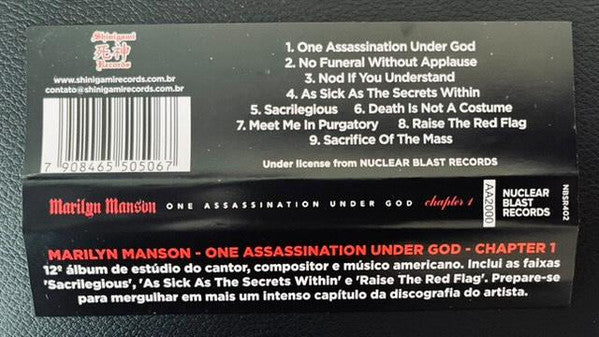 Shinigami
死神
Records
www.shinigamirecords.com.br
contato@shinigamirecords.com.br
7 908465 505067
1. One Assassination Under God
2. No Funeral Without Applause
3. Nod If You Understand
4. As Sick As The Secrets Within
5. Sacrilegious 6. Death Is Not A Costume
7. Meet Me In Purgatory 8. Raise The Red Flag
9. Sacrifice Of The Mass
Under license from NUCLEAR BLAST RECORDS
Marilyn Manson ONE ASSASSINATION UNDER GOD chapter 1
AA2000
NUCLEAR
BLAST
RECORDS
NBSR402
MARILYN MANSON - ONE ASSASSINATION UNDER GOD - CHAPTER 1
12º álbum de estúdio do cantor, compositor e músico americano. Inclui as faixas
'Sacrilegious', 'As Sick As The Secrets Within' e 'Raise The Red Flag'. Prepare-se
para mergulhar em mais um intenso capítulo da discografia do artista.